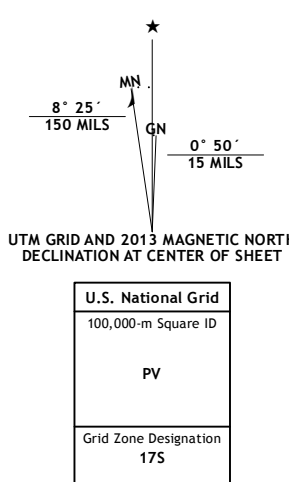 ★
MN
8° 25´
150 MILS
GN
0° 50´
15 MILS
UTM GRID AND 2013 MAGNETIC NORTH
DECLINATION AT CENTER OF SHEET
U.S. National Grid
100,000-m Square ID
PV
Grid Zone Designation
17S